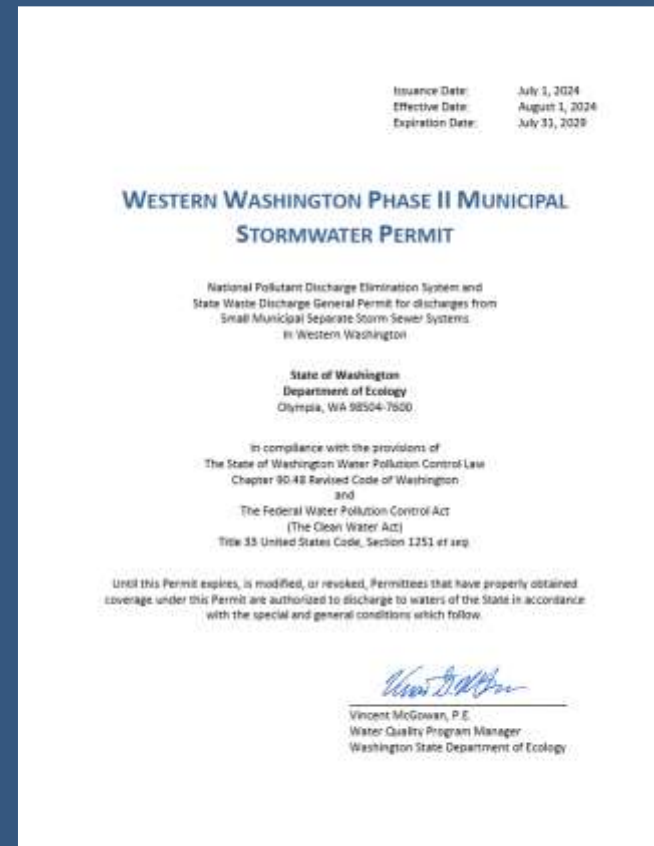 Issuance Date: July 1, 2024
Effective Date: August 1, 2024
Expiration Date: July 31, 2029
WESTERN WASHINGTON PHASE II MUNICIPAL
STORMWATER PERMIT
National Pollutant Discharge Elimination System and
State Waste Discharge General Permit for discharges from
Small Municipal Separate Storm Sewer Systems
in Western Washington
State of Washington
Department of Ecology
Olympia, WA 98504-7600
In compliance with the provisions of
The State of Washington Water Pollution Control Law
Chapter 90.48 Revised Code of Washington
and
The Federal Water Pollution Control Act
(The Clean Water Act)
Title 33 United States Code, Section 1251 et seq
Until this Permit expires, is modified, or revoked, Permittees that have properly obtained
coverage under this Permit are authorized to discharge to waters of the State in accordance
with the special and general conditions which follow.
Vincent McGowan, P.E.
Water Quality Program Manager
Washington State Department of Ecology